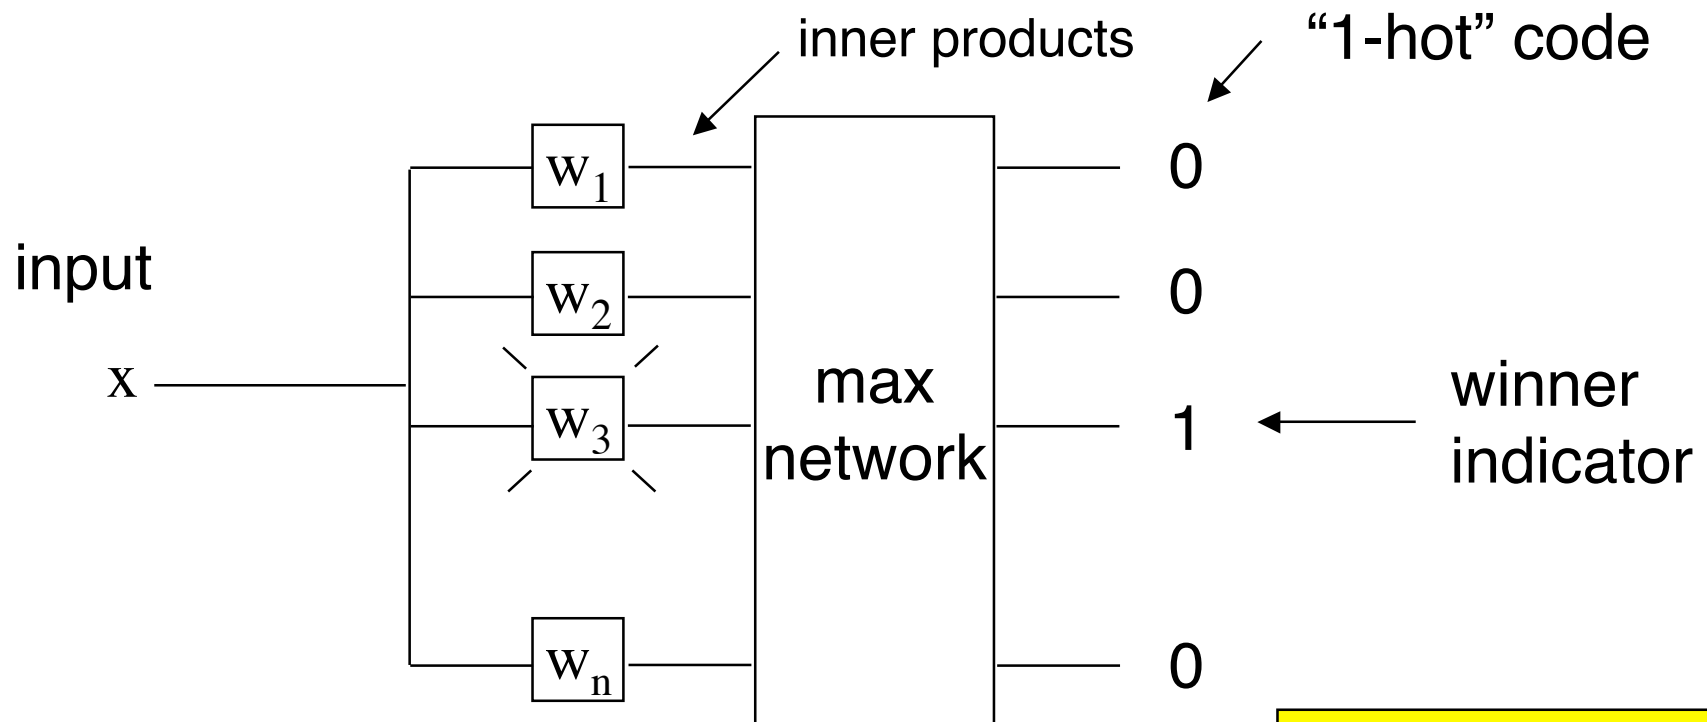 inner products
“1-hot” code
w1
0
input
w2
0
x
w3
max
network
1
winner
indicator
wn
0